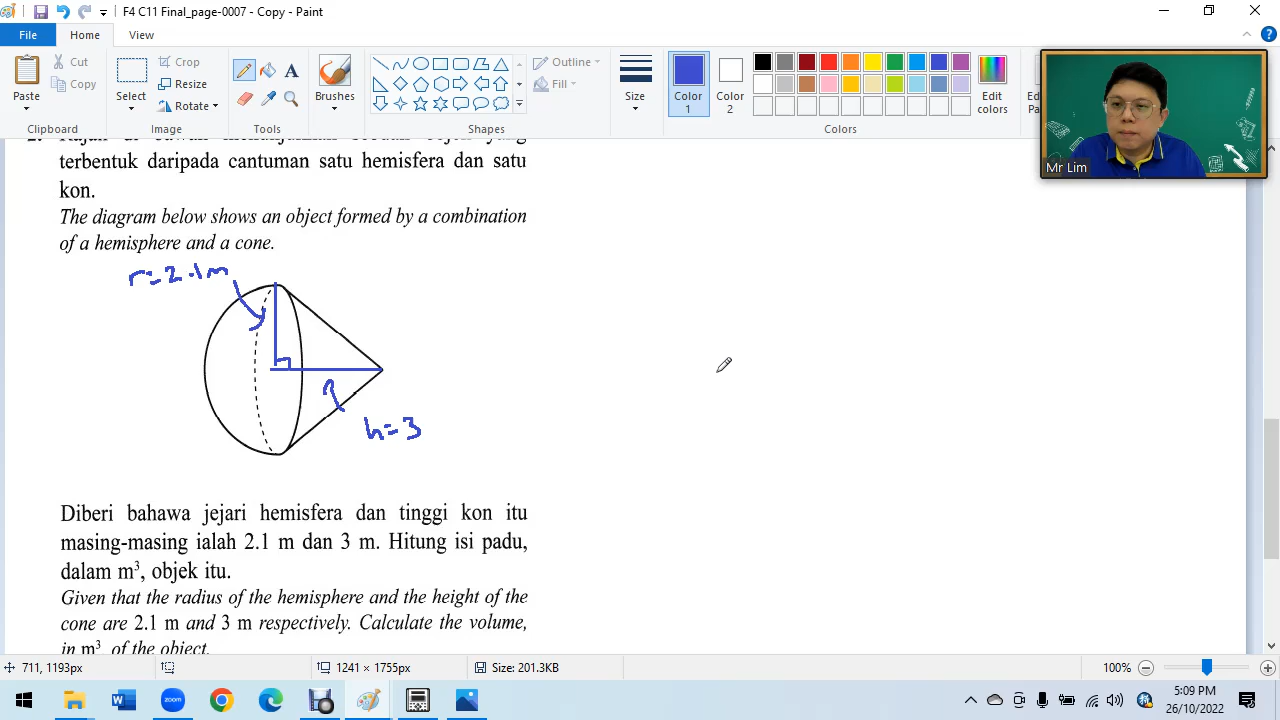 F4 C11 Final_page-0007 - Copy - Paint
File
Home
View
Paste
Cut
Copy
Clipboard
Select
Crop
Resize
Rotate
Image
Tools
Brushes
Shapes
Outline
Fill
Size
Color 1
Color 2
Colors
Edit colors
Mr Lim
terbentuk daripada cantuman satu hemisfera dan satu
kon.
The diagram below shows an object formed by a combination
of a hemisphere and a cone.
r=2.1m
h=3
Diberi bahawa jejari hemisfera dan tinggi kon itu
masing-masing ialah 2.1 m dan 3 m. Hitung isi padu,
dalam m³, objek itu.
Given that the radius of the hemisphere and the height of the
cone are 2.1 m and 3 m respectively. Calculate the volume,
in m³, of the object.
711, 1193px
1241 × 1755px
Size: 201.3KB
100%
zoom
5:09 PM
26/10/2022